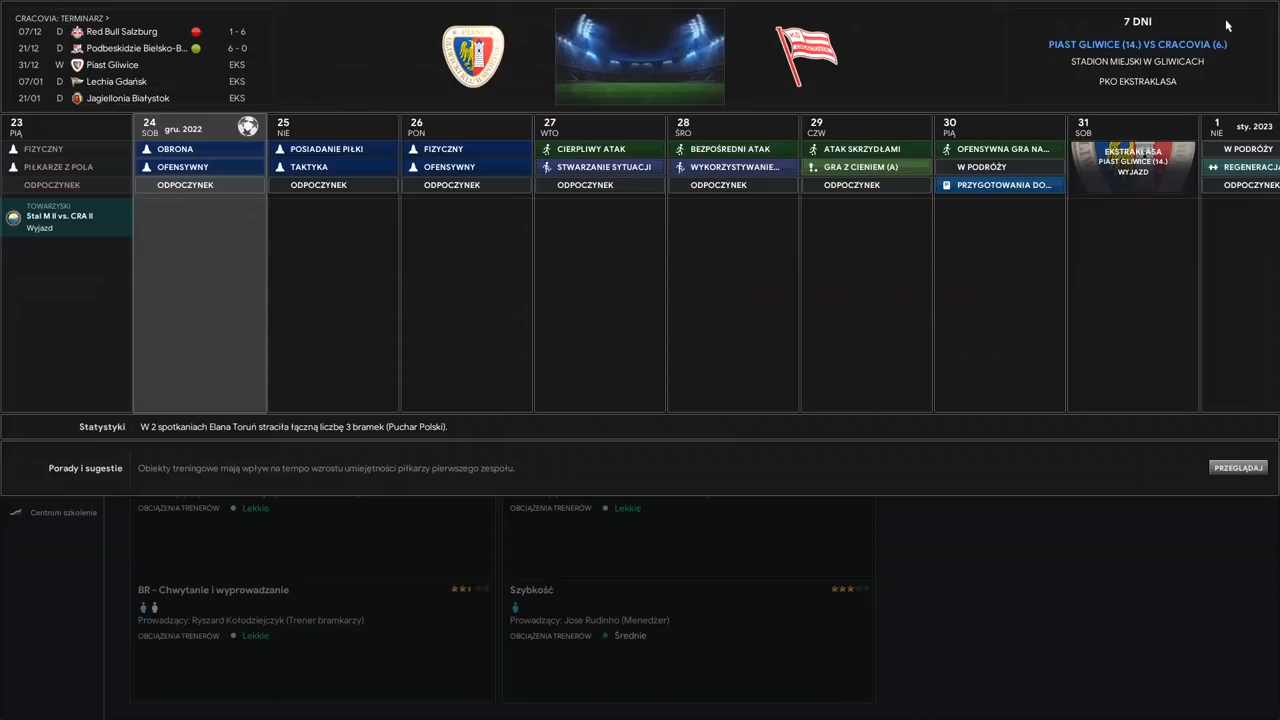 CRACOVIA: TERMINARZ >
07/12 D Red Bull Salzburg 1 - 6
21/12 D Podbeskidzie Bielsko-B... 6 - 0
31/12 W Piast Gliwice EKS
07/01 D Lechia Gdańsk EKS
21/01 D Jagiellonia Białystok EKS
7 DNI
PIAST GLIWICE (14.) VS CRACOVIA (6.)
STADION MIEJSKI W GLIWICACH
PKO EKSTRAKLASA
23 PIĄ
FIZYCZNY
PIŁKARZE Z POLA
ODPOCZYNEK
TOWARZYSKI
Stal M II vs. CRA II
Wyjazd
24 SOB gru. 2022
OBRONA
OFENSYWNY
ODPOCZYNEK
25 NIE
POSIADANIE PIŁKI
TAKTYKA
ODPOCZYNEK
26 PON
FIZYCZNY
OFENSYWNY
ODPOCZYNEK
27 WTO
CIERPLIWY ATAK
STWARZANIE SYTUACJI
ODPOCZYNEK
28 ŚRO
BEZPOŚREDNI ATAK
WYKORZYSTYWANIE...
ODPOCZYNEK
29 CZW
ATAK SKRZYDŁAMI
GRA Z CIENIEM (A)
ODPOCZYNEK
30 PIĄ
OFENSYWNA GRA NA...
W PODRÓŻY
PRZYGOTOWANIA DO...
31 SOB
EKSTRAKLASA
PIAST GLIWICE (14.)
WYJAZD
1 NIE sty. 2023
W PODRÓŻY
REGENERACJA
ODPOCZYNEK
Statystyki W 2 spotkaniach Elana Toruń straciła łączną liczbę 3 bramek (Puchar Polski).
Porady i sugestie Obiekty treningowe mają wpływ na tempo wzrostu umiejętności piłkarzy pierwszego zespołu. PRZEGLĄDAJ
Centrum szkolenia
OBCIĄŻENIA TRENERÓW Lekkie
OBCIĄŻENIA TRENERÓW Lekkie
BR - Chwytanie i wyprowadzanie
Prowadzący: Ryszard Kołodziejczyk (Trener bramkarzy)
OBCIĄŻENIA TRENERÓW Lekkie
Szybkość
Prowadzący: Jose Rudinho (Menedżer)
OBCIĄŻENIA TRENERÓW Średnie